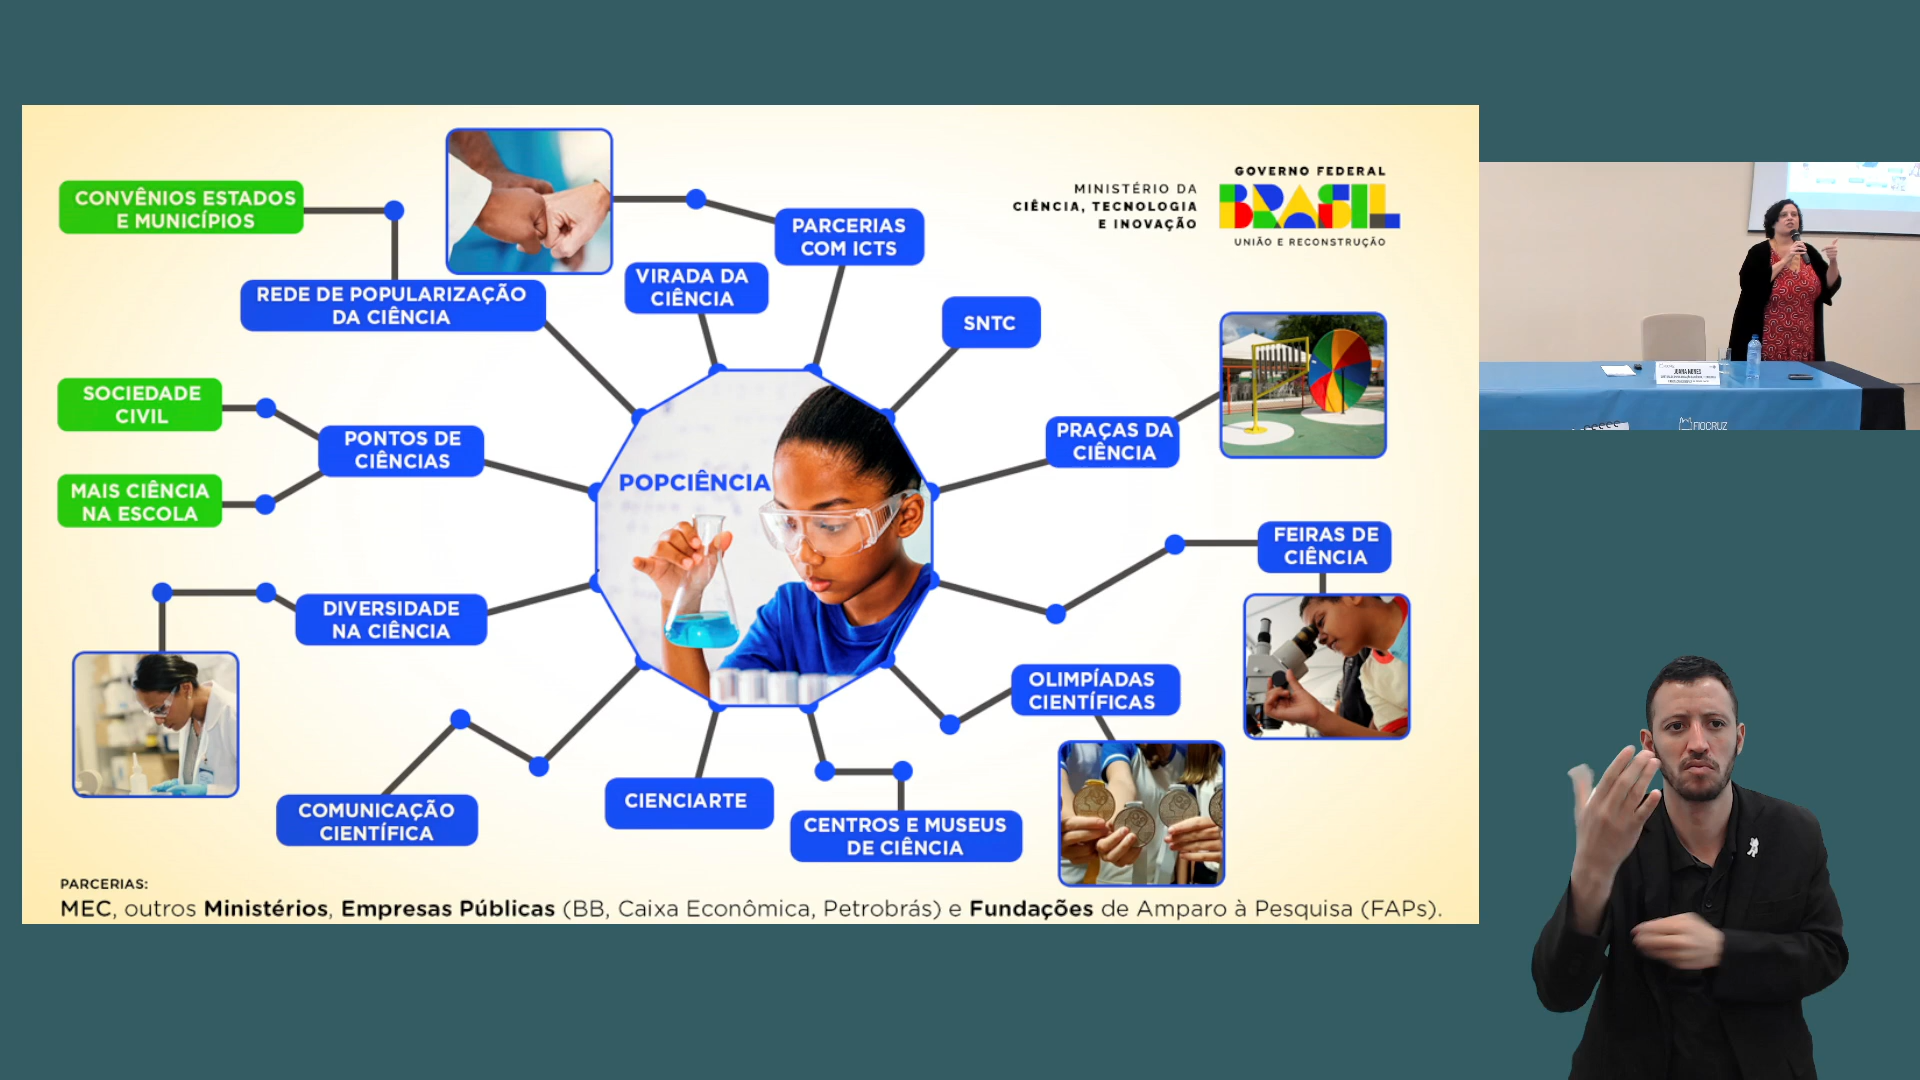 CONVÊNIOS ESTADOS
E MUNICÍPIOS
REDE DE POPULARIZAÇÃO
DA CIÊNCIA
VIRADA DA
CIÊNCIA
PARCERIAS
COM ICTS
MINISTÉRIO DA
CIÊNCIA, TECNOLOGIA
E INOVAÇÃO
GOVERNO FEDERAL
BRASIL
UNIÃO E RECONSTRUÇÃO
SNTC
SOCIEDADE
CIVIL
PONTOS DE
CIÊNCIAS
MAIS CIÊNCIA
NA ESCOLA
POPCIÊNCIA
PRAÇAS DA
CIÊNCIA
FEIRAS DE
CIÊNCIA
DIVERSIDADE
NA CIÊNCIA
OLIMPÍADAS
CIENTÍFICAS
COMUNICAÇÃO
CIENTÍFICA
CIENCIARTE
CENTROS E MUSEUS
DE CIÊNCIA
PARCERIAS:
MEC, outros Ministérios, Empresas Públicas (BB, Caixa Econômica, Petrobrás) e Fundações de Amparo à Pesquisa (FAPs).
JUANA NUNES
FIOCRUZ